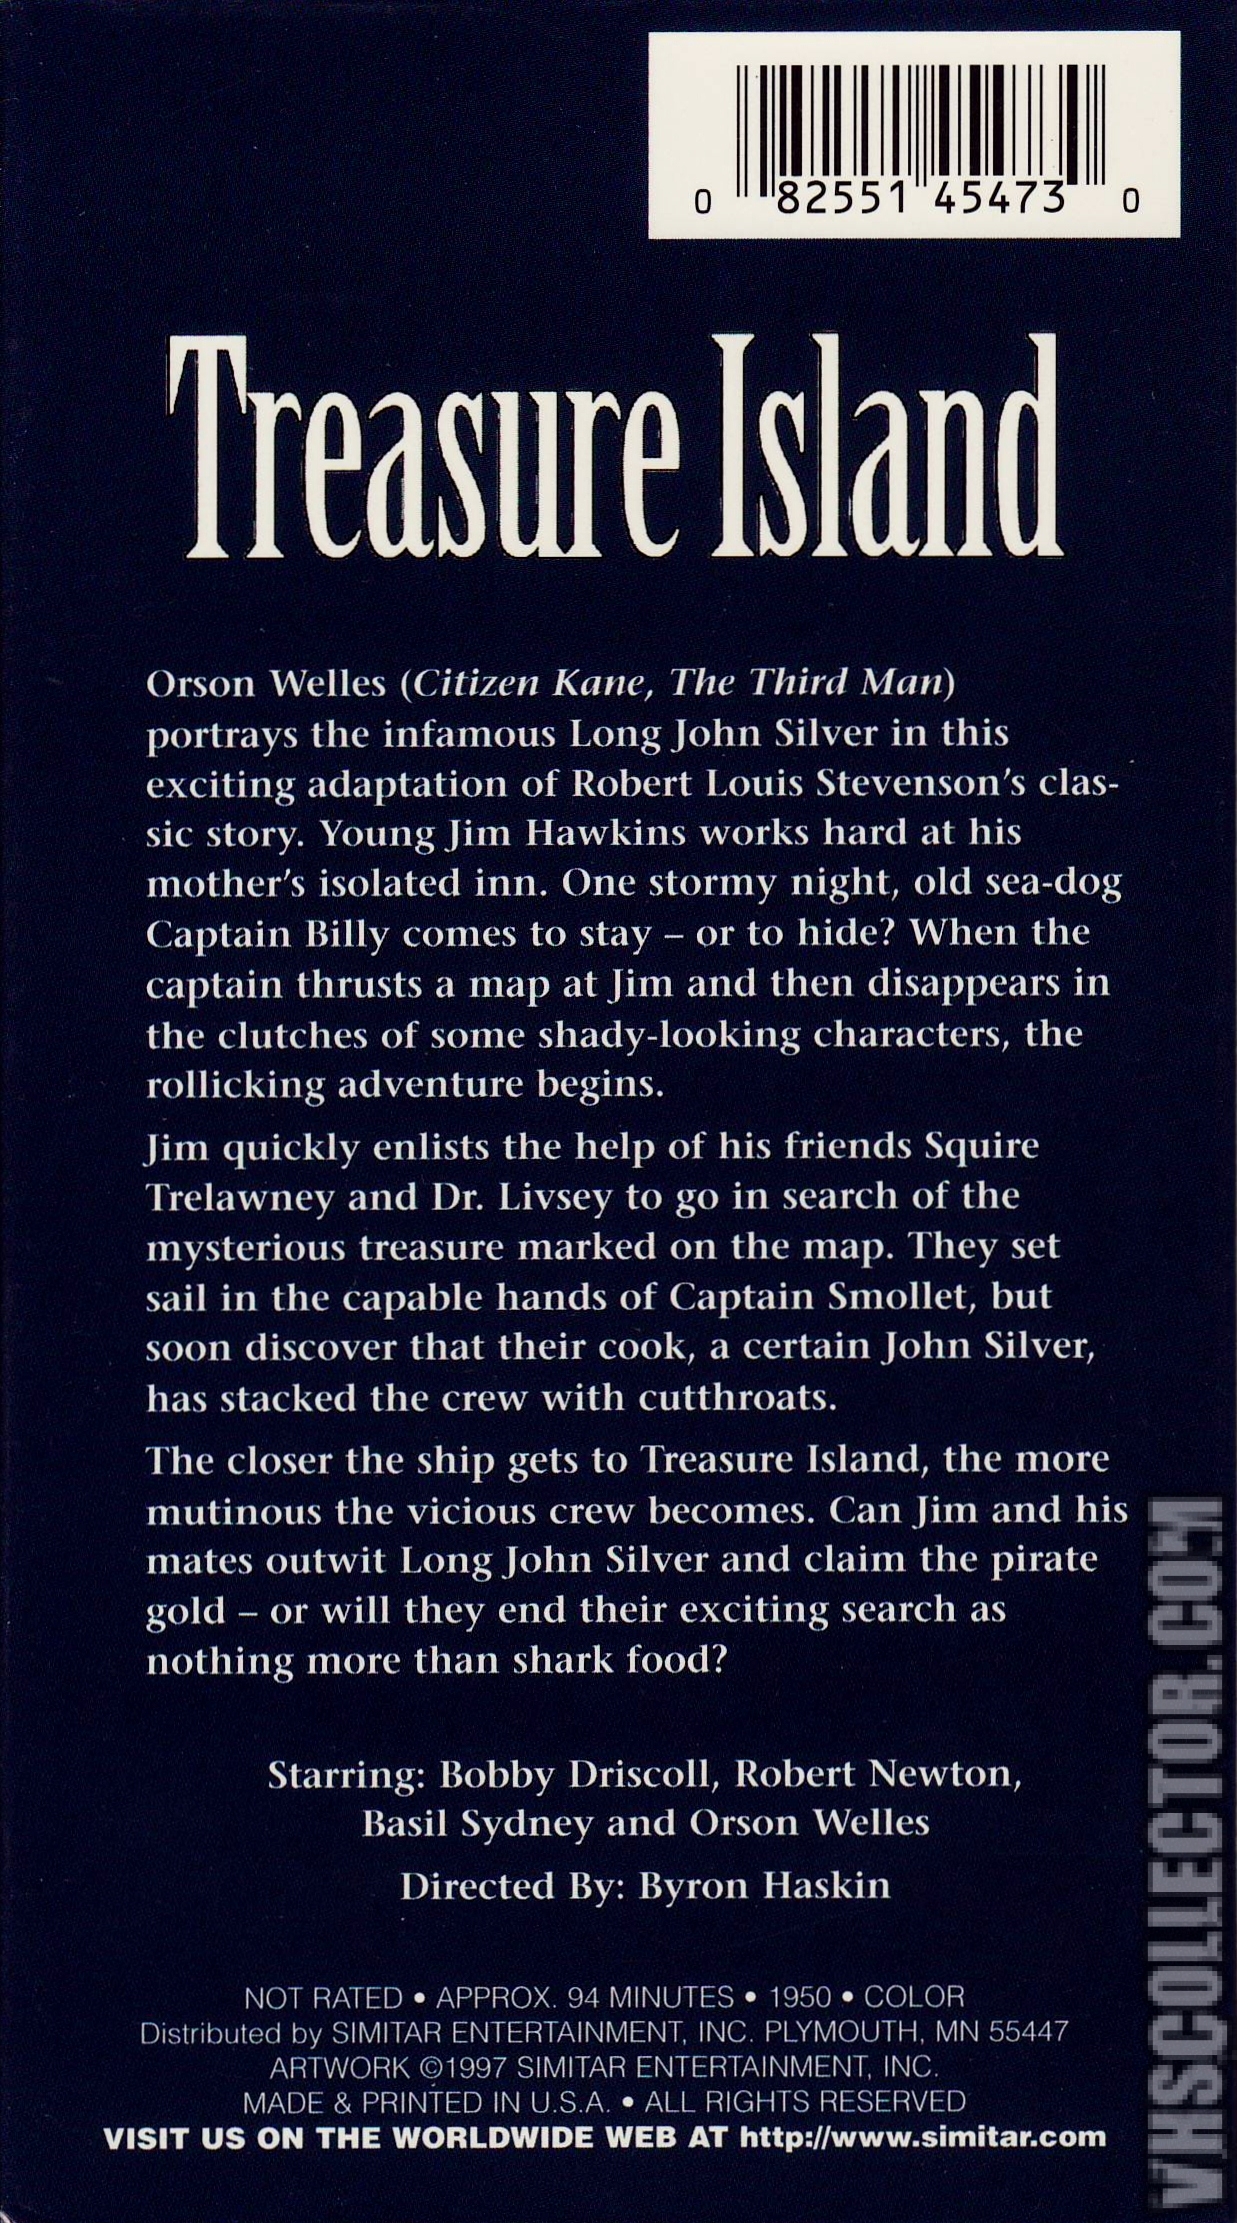 0 82551 45473 0
Treasure Island
Orson Welles (Citizen Kane, The Third Man)
portrays the infamous Long John Silver in this
exciting adaptation of Robert Louis Stevenson's clas-
sic story. Young Jim Hawkins works hard at his
mother's isolated inn. One stormy night, old sea-dog
Captain Billy comes to stay – or to hide? When the
captain thrusts a map at Jim and then disappears in
the clutches of some shady-looking characters, the
rollicking adventure begins.
Jim quickly enlists the help of his friends Squire
Trelawney and Dr. Livsey to go in search of the
mysterious treasure marked on the map. They set
sail in the capable hands of Captain Smollet, but
soon discover that their cook, a certain John Silver,
has stacked the crew with cutthroats.
The closer the ship gets to Treasure Island, the more
mutinous the vicious crew becomes. Can Jim and his
mates outwit Long John Silver and claim the pirate
gold – or will they end their exciting search as
nothing more than shark food?
Starring: Bobby Driscoll, Robert Newton,
Basil Sydney and Orson Welles
Directed By: Byron Haskin
NOT RATED • APPROX. 94 MINUTES • 1950 • COLOR
Distributed by SIMITAR ENTERTAINMENT, INC. PLYMOUTH, MN 55447
ARTWORK ©1997 SIMITAR ENTERTAINMENT, INC.
MADE & PRINTED IN U.S.A. • ALL RIGHTS RESERVED
VISIT US ON THE WORLDWIDE WEB AT http://www.simitar.com
VHSCOLLECTOR.COM